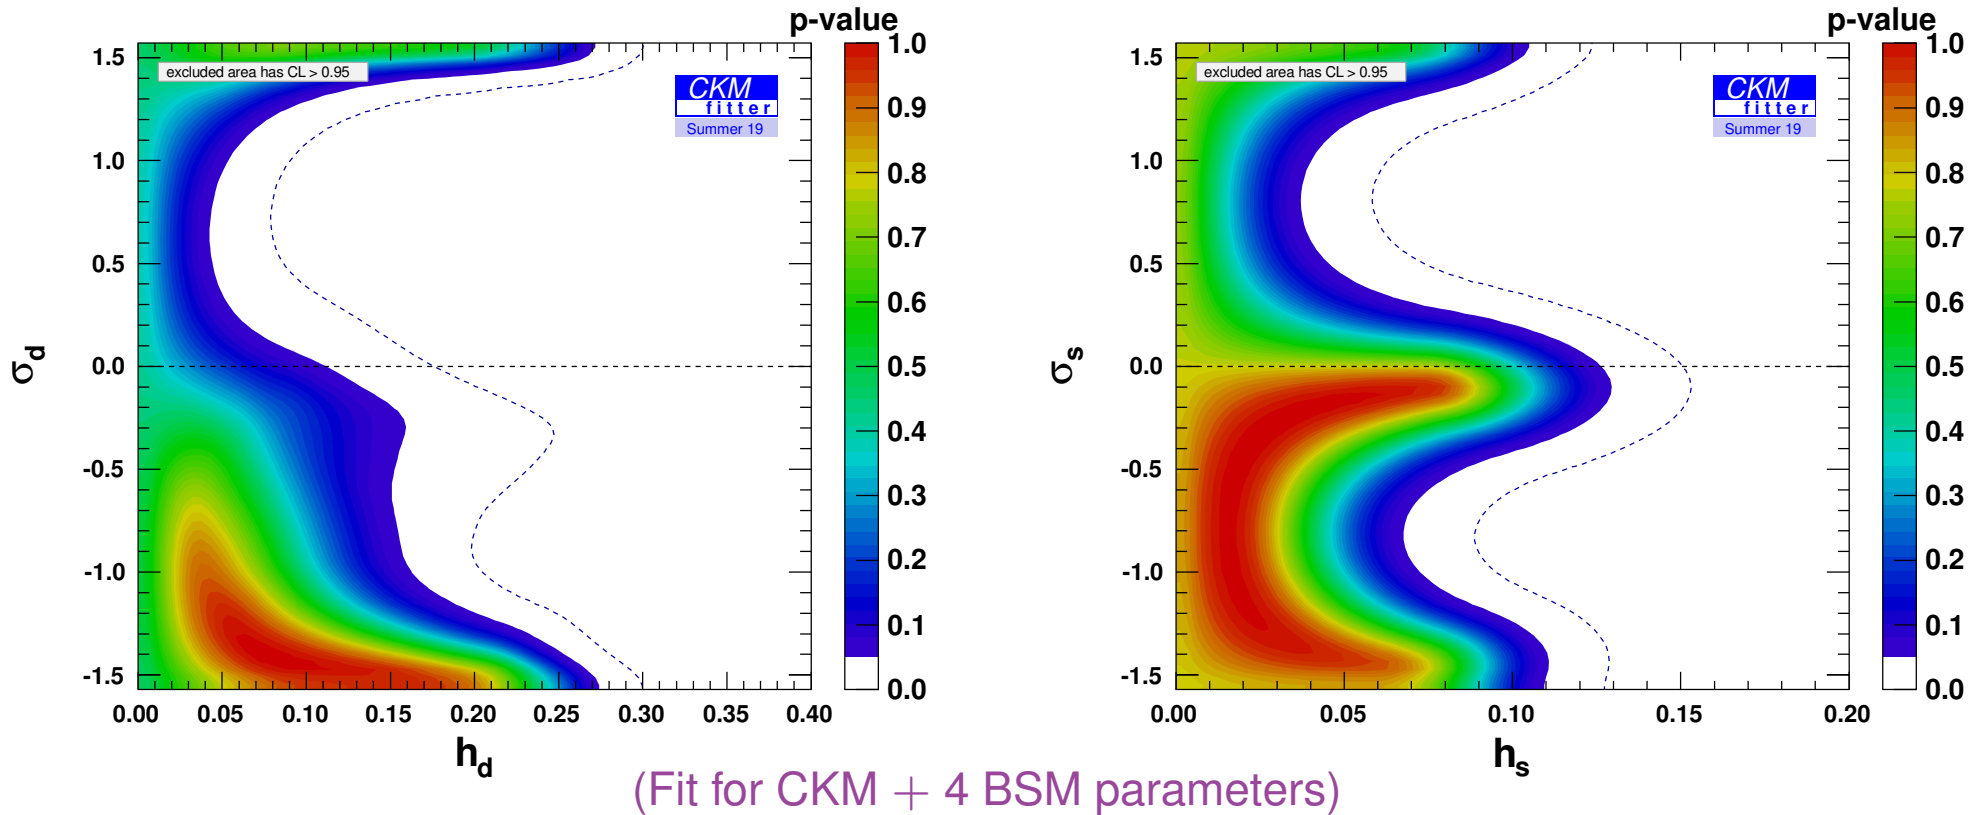 p-value
1.5
1.0
0.5
0.0
-0.5
-1.0
-1.5
σd
excluded area has CL > 0.95
CKM
fitter
Summer 19
1.0
0.9
0.8
0.7
0.6
0.5
0.4
0.3
0.2
0.1
0.0
0.00 0.05 0.10 0.15 0.20 0.25 0.30 0.35 0.40
hd
p-value
1.5
1.0
0.5
0.0
-0.5
-1.0
-1.5
σs
excluded area has CL > 0.95
CKM
fitter
Summer 19
1.0
0.9
0.8
0.7
0.6
0.5
0.4
0.3
0.2
0.1
0.0
0.00 0.05 0.10 0.15 0.20
hs
(Fit for CKM + 4 BSM parameters)